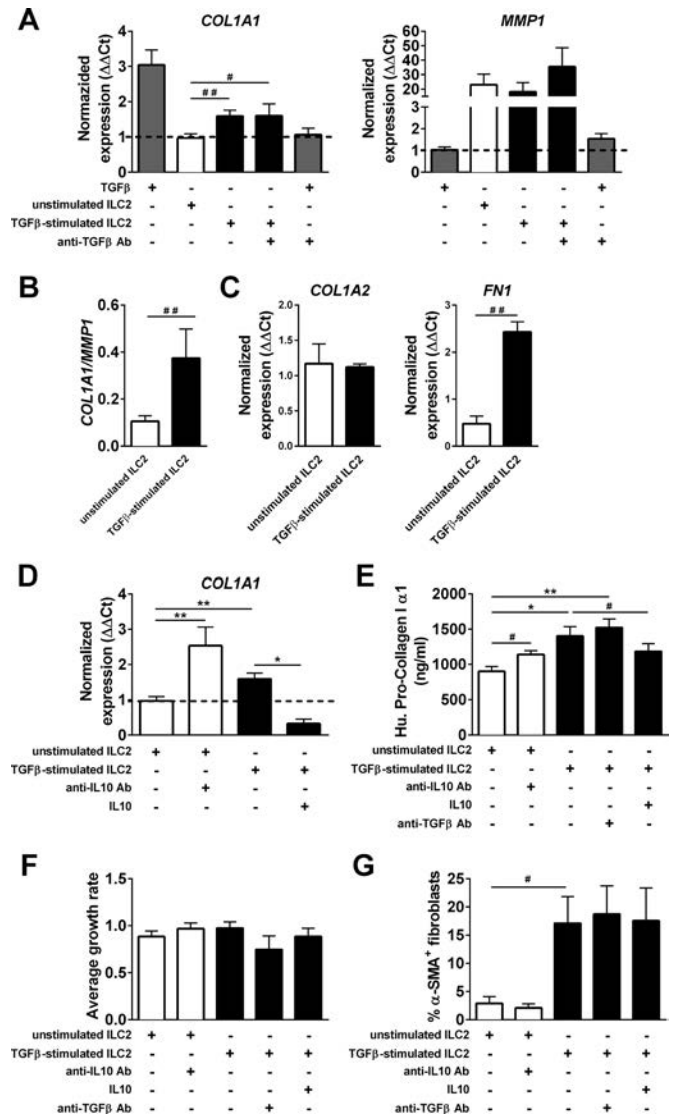 A
COL1A1
MMP1
Normazided
expression (ΔΔCt)
4
3
2
1
0
Normalized
expression (ΔΔCt)
60
50
40
30
20
10
2
1
0
TGFβ + - - - + + - - - +
unstimulated ILC2 - + - - - - + - - -
TGFβ-stimulated ILC2 - - + + - - - + + -
anti-TGFβ Ab - - - + + - - - + +
# #
#
B
COL1A1/MMP1
0.6
0.4
0.2
0.0
# #
unstimulated ILC2
TGFβ-stimulated ILC2
C
COL1A2
Normalized
expression (ΔΔCt)
2.0
1.5
1.0
0.5
0.0
unstimulated ILC2
TGFβ-stimulated ILC2
FN1
Normalized
expression (ΔΔCt)
3
2
1
0
# #
unstimulated ILC2
TGFβ-stimulated ILC2
D
COL1A1
Normalized
expression (ΔΔCt)
4
3
2
1
0
**
**
*
unstimulated ILC2 + + - -
TGFβ-stimulated ILC2 - - + +
anti-IL10 Ab - + - -
IL10 - - - +
E
Hu. Pro-Collagen I α1
(ng/ml)
2000
1500
1000
500
0
**
*
#
#
unstimulated ILC2 + + - - -
TGFβ-stimulated ILC2 - - + + +
anti-IL10 Ab - + - - -
IL10 - - - - +
anti-TGFβ Ab - - - + -
F
Average growth rate
1.5
1.0
0.5
0.0
unstimulated ILC2 + + - - -
TGFβ-stimulated ILC2 - - + + +
anti-IL10 Ab - + - - -
IL10 - - - - +
anti-TGFβ Ab - - - + -
G
% α-SMA+ fibroblasts
25
20
15
10
5
0
#
unstimulated ILC2 + + - - -
TGFβ-stimulated ILC2 - - + + +
anti-IL10 Ab - + - - -
IL10 - - - - +
anti-TGFβ Ab - - - + -